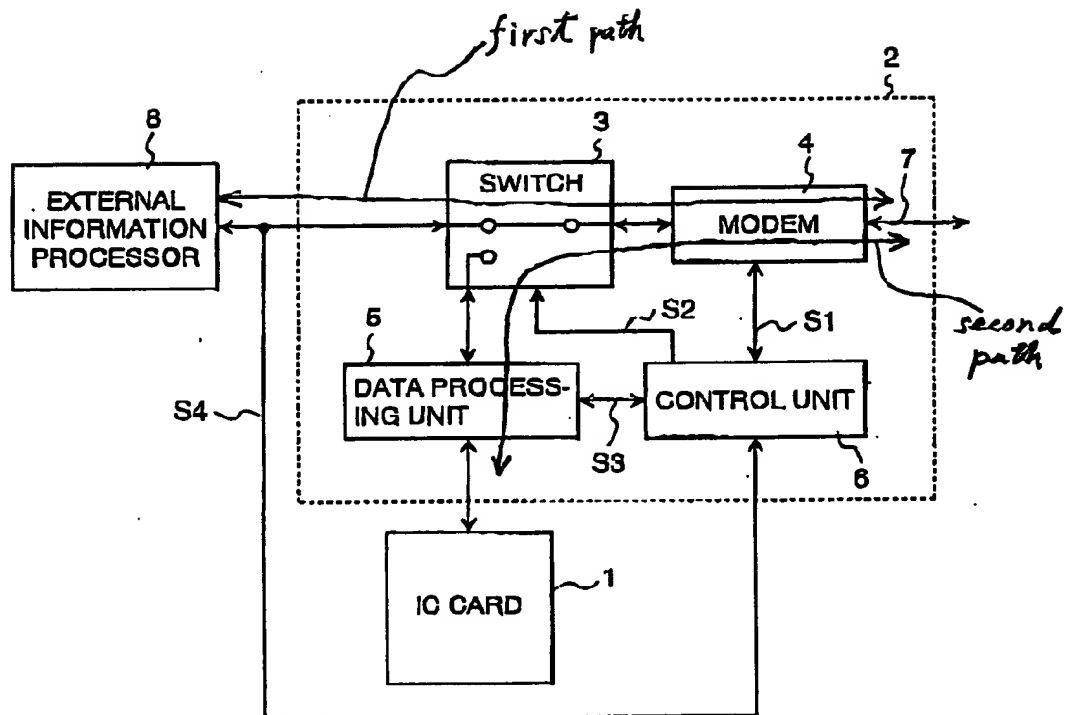 first path
2
8
3
4
7
EXTERNAL
INFORMATION
PROCESSOR
SWITCH
MODEM
S2
S1
second
path
5
DATA PROCESS-
ING UNIT
CONTROL UNIT
S4
S3
6
1
IC CARD